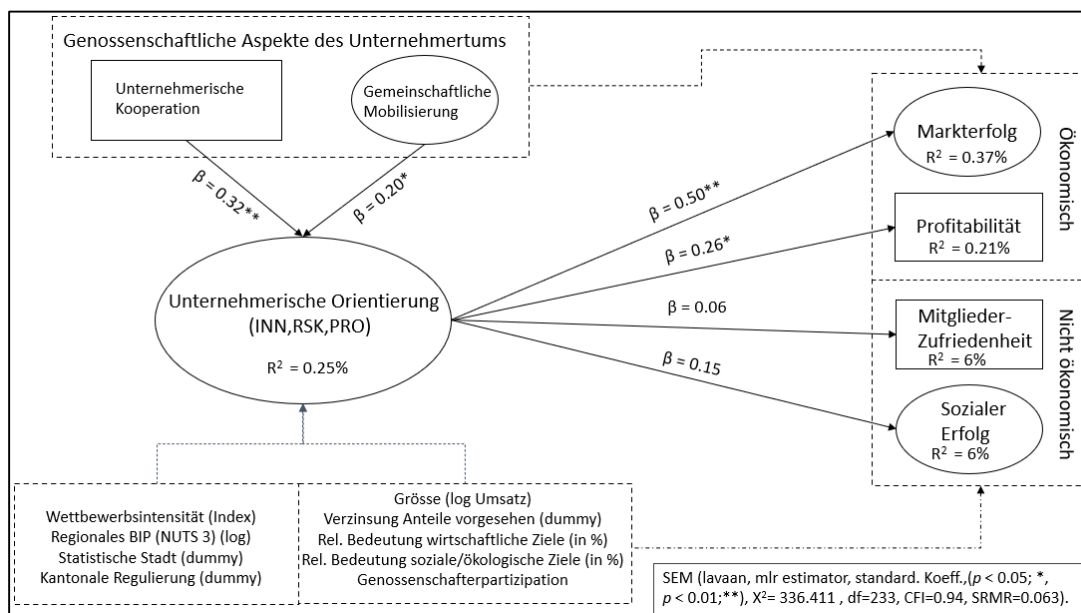 Genossenschaftliche Aspekte des Unternehmertums
Unternehmerische
Kooperation
Gemeinschaftliche
Mobilisierung
β = 0.32**
β = 0.20*
Unternehmerische Orientierung
(INN,RSK,PRO)
R² = 0.25%
β = 0.50**
β = 0.26*
β = 0.06
β = 0.15
Markterfolg
R² = 0.37%
Profitabilität
R² = 0.21%
Ökonomisch
Mitglieder-
Zufriedenheit
R² = 6%
Sozialer
Erfolg
R² = 6%
Nicht ökonomisch
Wettbewerbsintensität (Index)
Regionales BIP (NUTS 3) (log)
Statistische Stadt (dummy)
Kantonale Regulierung (dummy)
Grösse (log Umsatz)
Verzinsung Anteile vorgesehen (dummy)
Rel. Bedeutung wirtschaftliche Ziele (in %)
Rel. Bedeutung soziale/ökologische Ziele (in %)
Genossenschafterpartizipation
SEM (lavaan, mlr estimator, standard. Koeff.,(p < 0.05; *,
p < 0.01;**), X²= 336.411 , df=233, CFI=0.94, SRMR=0.063).